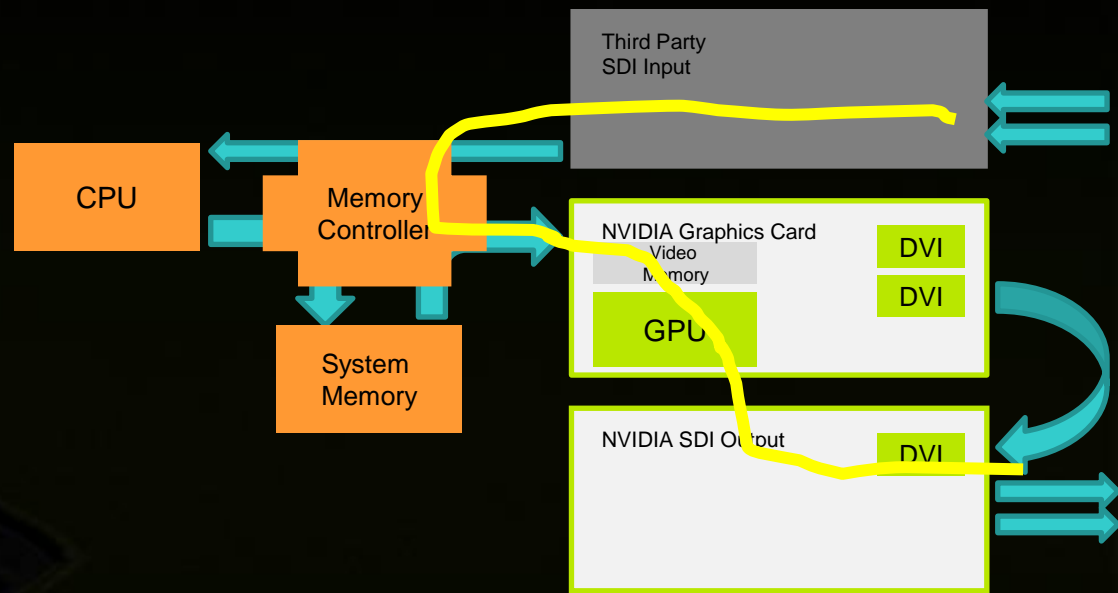 Third Party
SDI Input
CPU
Memory
Controller
NVIDIA Graphics Card
Video
Memory
DVI
DVI
GPU
System
Memory
NVIDIA SDI Output
DVI